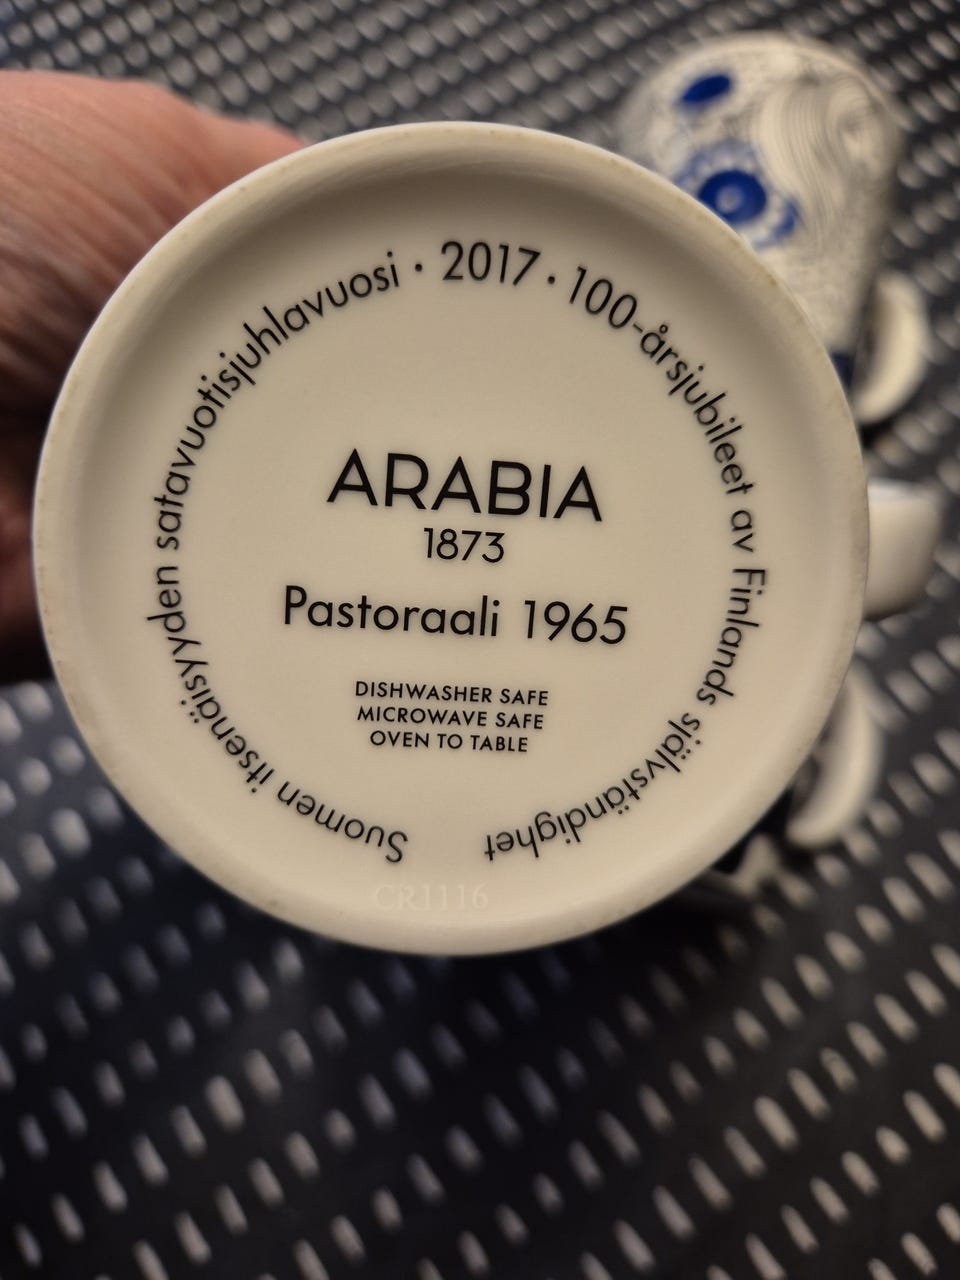 Suomen itsenäisyyden satavuotisjuhlavuosi · 2017 · 100-årsjubileet av Finlands självständighet
ARABIA
1873
Pastoraali 1965
DISHWASHER SAFE
MICROWAVE SAFE
OVEN TO TABLE
CR1116